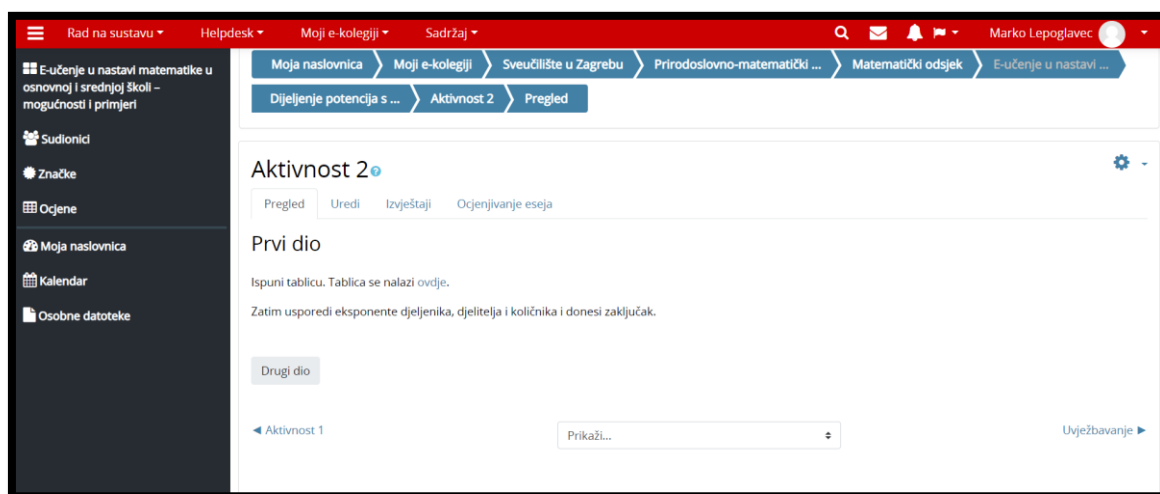 Rad na sustavu Helpdesk Moji e-kolegiji Sadržaj Marko Lepoglavec
E-učenje u nastavi matematike u
osnovnoj i srednjoj školi –
mogućnosti i primjeri
Sudionici
Značke
Ocjene
Moja naslovnica
Kalendar
Osobne datoteke
Moja naslovnica Moji e-kolegiji Sveučilište u Zagrebu Prirodoslovno-matematički ... Matematički odsjek E-učenje u nastavi ...
Dijeljenje potencija s ... Aktivnost 2 Pregled
Aktivnost 2
Pregled Uredi Izvještaji Ocjenjivanje eseja
Prvi dio
Ispuni tablicu. Tablica se nalazi ovdje.
Zatim usporedi eksponente djeljenika, djelitelja i količnika i donesi zaključak.
Drugi dio
◄ Aktivnost 1 Prikaži... Uvježbavanje ►